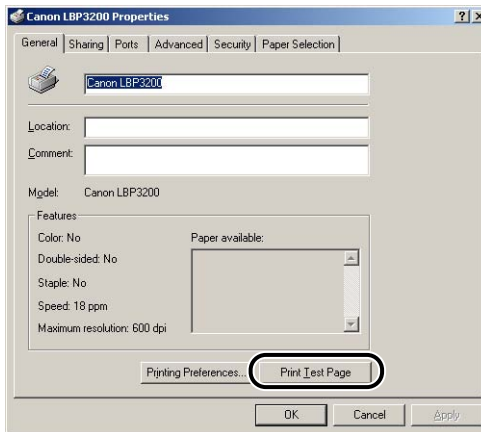 Canon LBP3200 Properties
General Sharing Ports Advanced Security Paper Selection
Canon LBP3200
Location:
Comment:
Model: Canon LBP3200
Features
Color: No Paper available:
Double-sided: No
Staple: No
Speed: 18 ppm
Maximum resolution: 600 dpi
Printing Preferences... Print Test Page
OK Cancel Apply